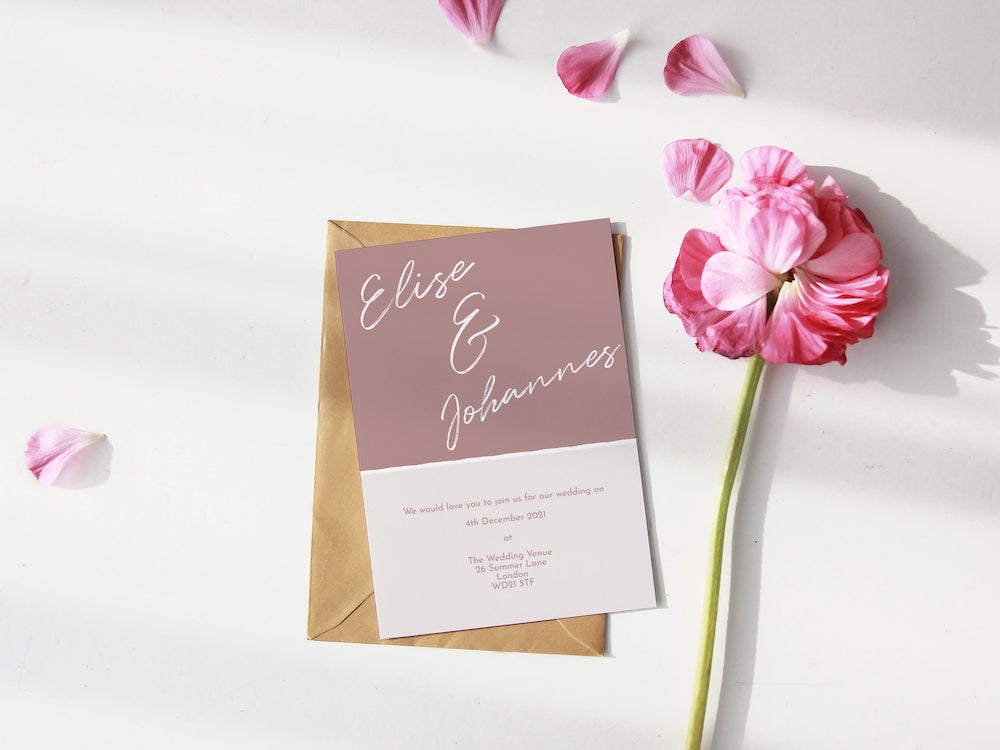 Elise
&
Johannes
We would love you to join us for our wedding on
4th December 2021
at
The Wedding Venue
26 Summer Lane
London
WD21 5TF